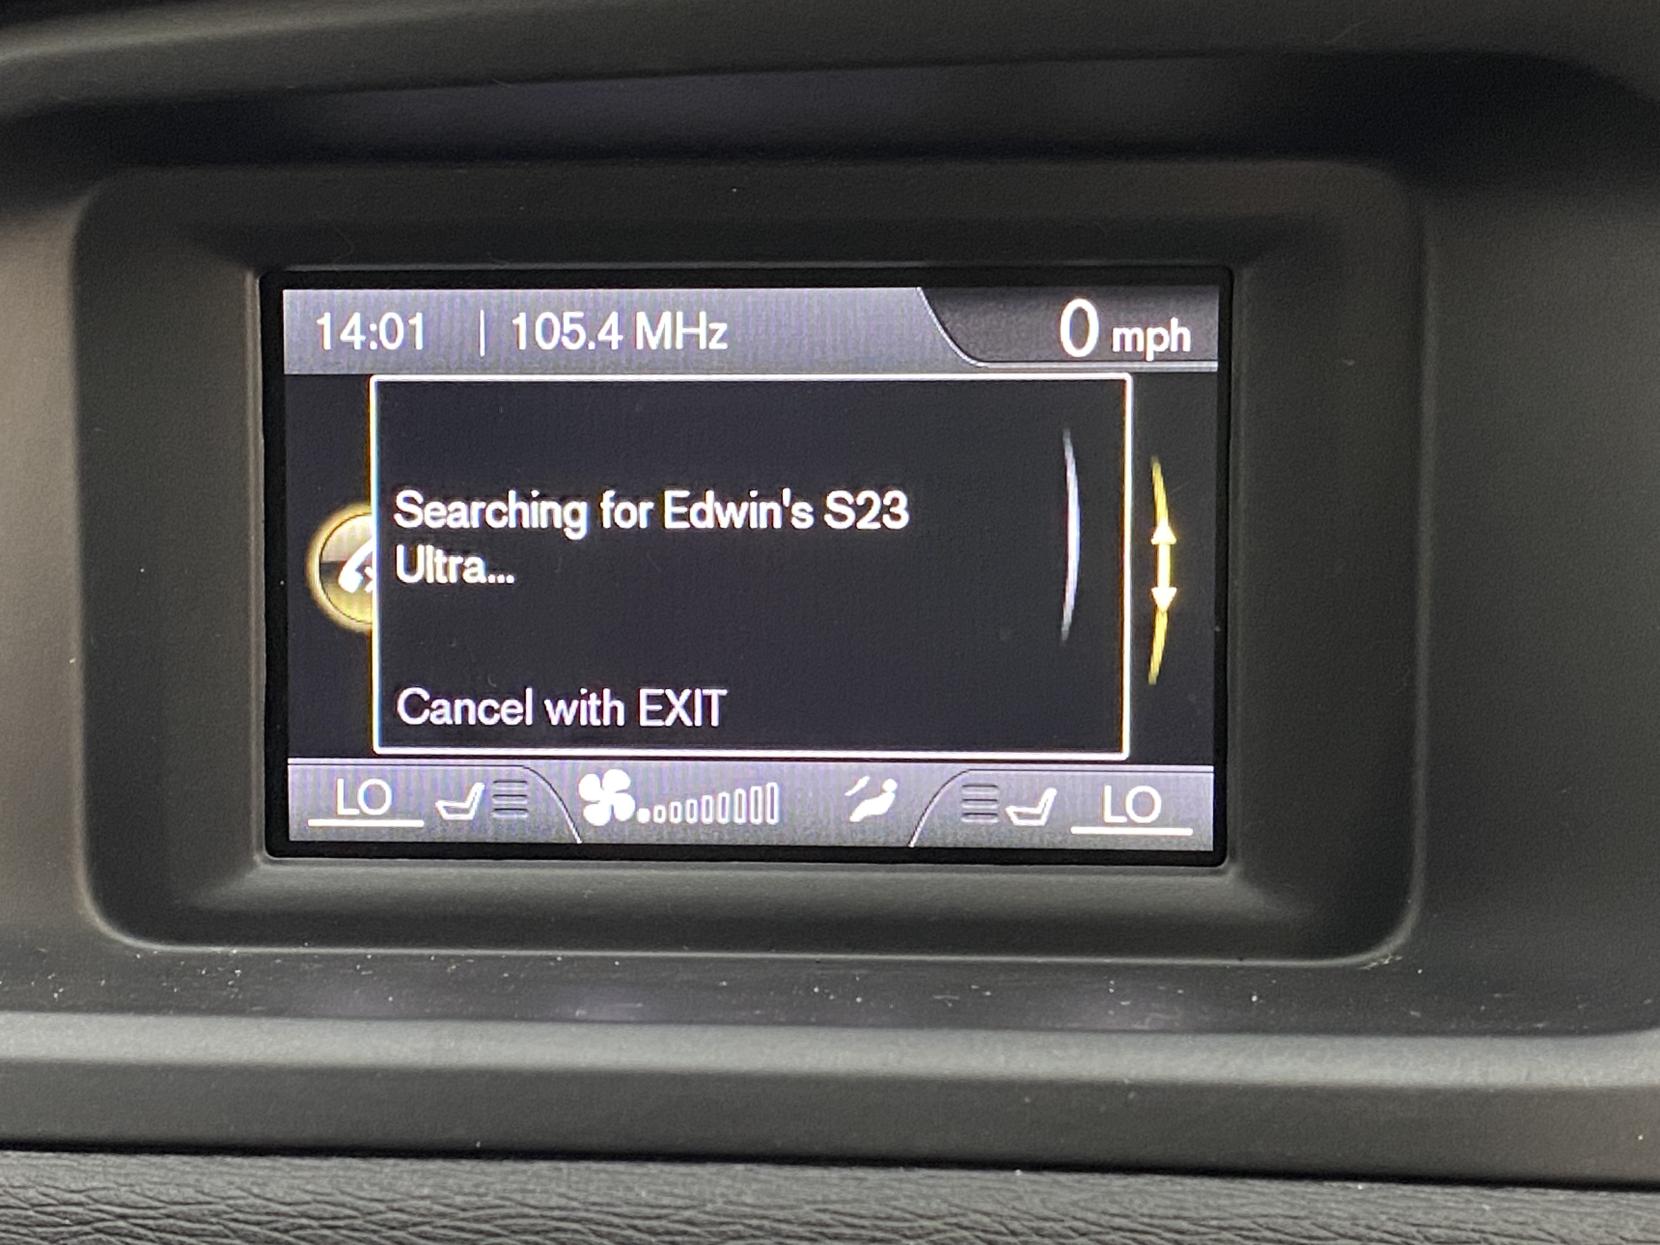 14:01 | 105.4 MHz
0 mph
Searching for Edwin's S23
Ultra...
Cancel with EXIT
LO
LO